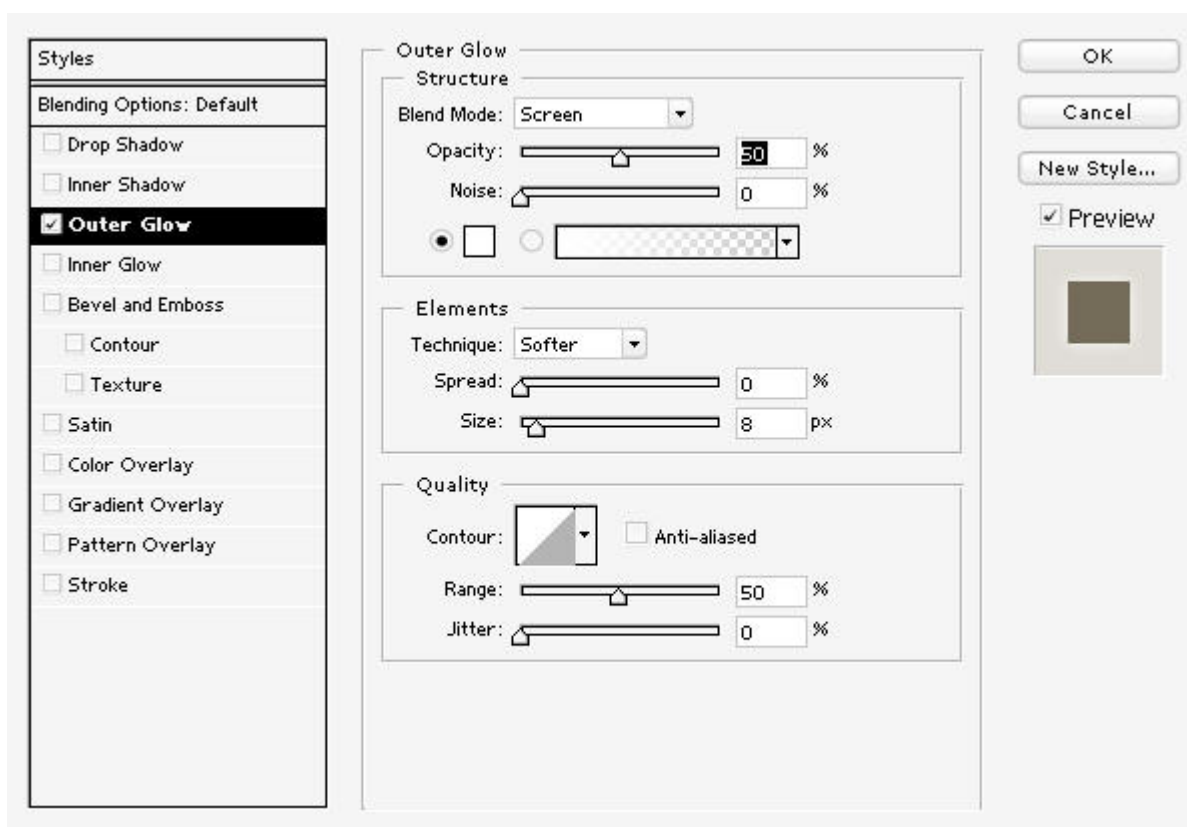 Styles
Blending Options: Default
Drop Shadow
Inner Shadow
Outer Glow
Inner Glow
Bevel and Emboss
Contour
Texture
Satin
Color Overlay
Gradient Overlay
Pattern Overlay
Stroke
Outer Glow
Structure
Blend Mode: Screen
Opacity: 50 %
Noise: 0 %
Elements
Technique: Softer
Spread: 0 %
Size: 8 px
Quality
Contour: Anti-aliased
Range: 50 %
Jitter: 0 %
OK
Cancel
New Style...
Preview